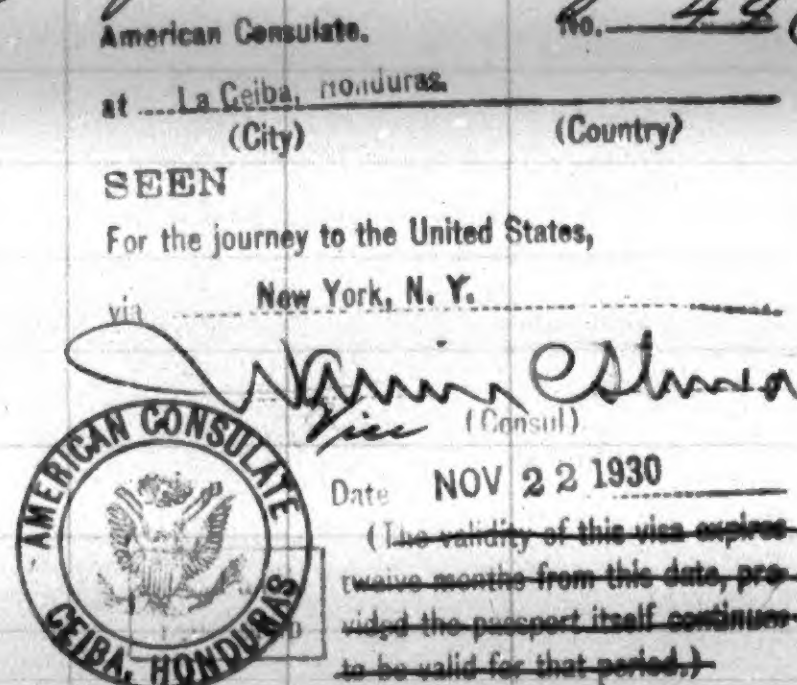 American Consulate. No. 
at La Ceiba, Honduras.
(City) (Country)
SEEN
For the journey to the United States,
via New York, N. Y.
Vice (Consul)
AMERICAN CONSULATE
CEIBA, HONDURAS
Date NOV 22 1930
(The validity of this visa expires
twelve months from this date, pro-
vided the passport itself continues
to be valid for that period.)